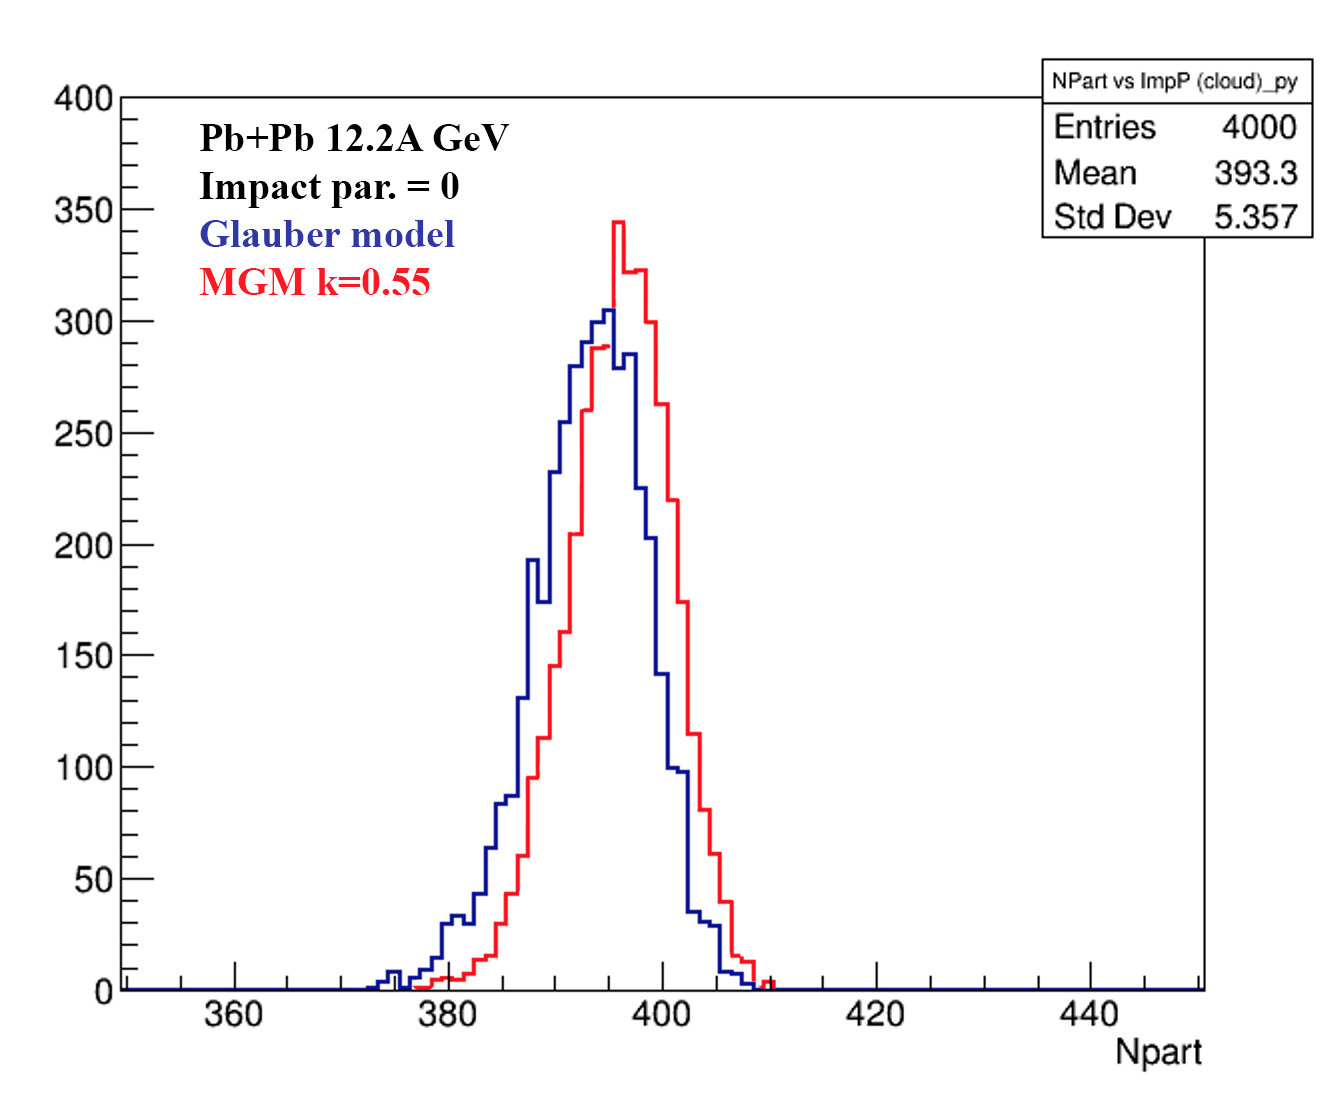 NPart vs ImpP (cloud)_py
Entries 4000
Mean 393.3
Std Dev 5.357
Pb+Pb 12.2A GeV
Impact par. = 0
Glauber model
MGM k=0.55
400
350
300
250
200
150
100
50
0
360 380 400 420 440
Npart